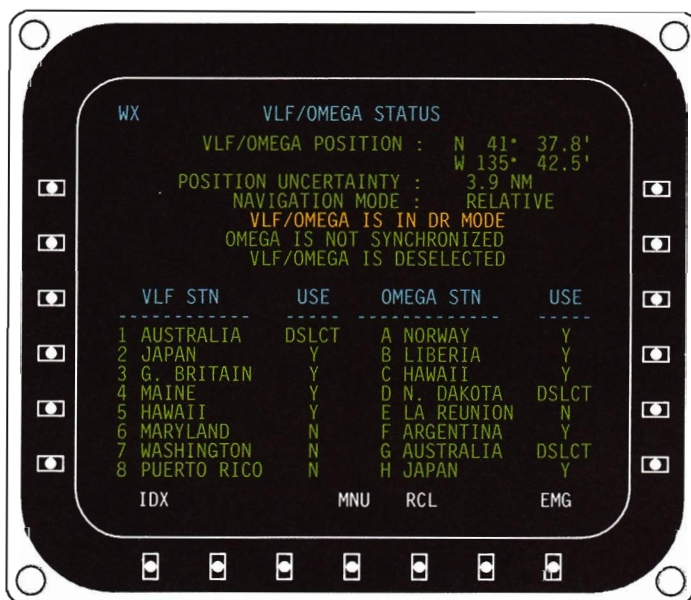 WX VLF/OMEGA STATUS
VLF/OMEGA POSITION : N 41° 37.8'
W 135° 42.5'
POSITION UNCERTAINTY : 3.9 NM
NAVIGATION MODE : RELATIVE
VLF/OMEGA IS IN DR MODE
OMEGA IS NOT SYNCHRONIZED
VLF/OMEGA IS DESELECTED
VLF STN USE OMEGA STN USE
1 AUSTRALIA DSLCT A NORWAY Y
2 JAPAN Y B LIBERIA Y
3 G. BRITAIN Y C HAWAII Y
4 MAINE Y D N. DAKOTA DSLCT
5 HAWAII Y E LA REUNION N
6 MARYLAND N F ARGENTINA Y
7 WASHINGTON N G AUSTRALIA DSLCT
8 PUERTO RICO N H JAPAN Y
IDX MNU RCL EMG